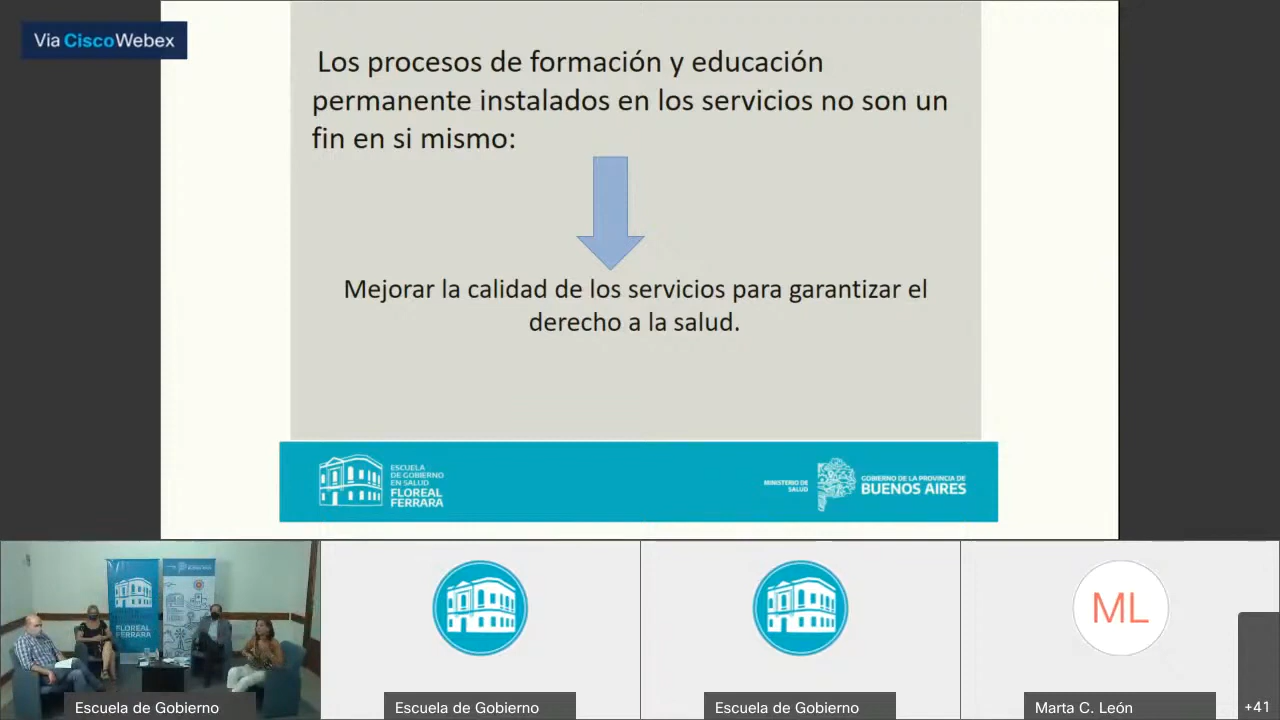 Via CiscoWebex
Los procesos de formación y educación
permanente instalados en los servicios no son un
fin en si mismo:
Mejorar la calidad de los servicios para garantizar el
derecho a la salud.
ESCUELA
DE GOBIERNO
EN SALUD
FLOREAL
FERRARA
MINISTERIO DE
SALUD
GOBIERNO DE LA PROVINCIA DE
BUENOS AIRES
FLOREAL
FERRARA
ML
Escuela de Gobierno
Escuela de Gobierno
Escuela de Gobierno
Marta C. León
+41